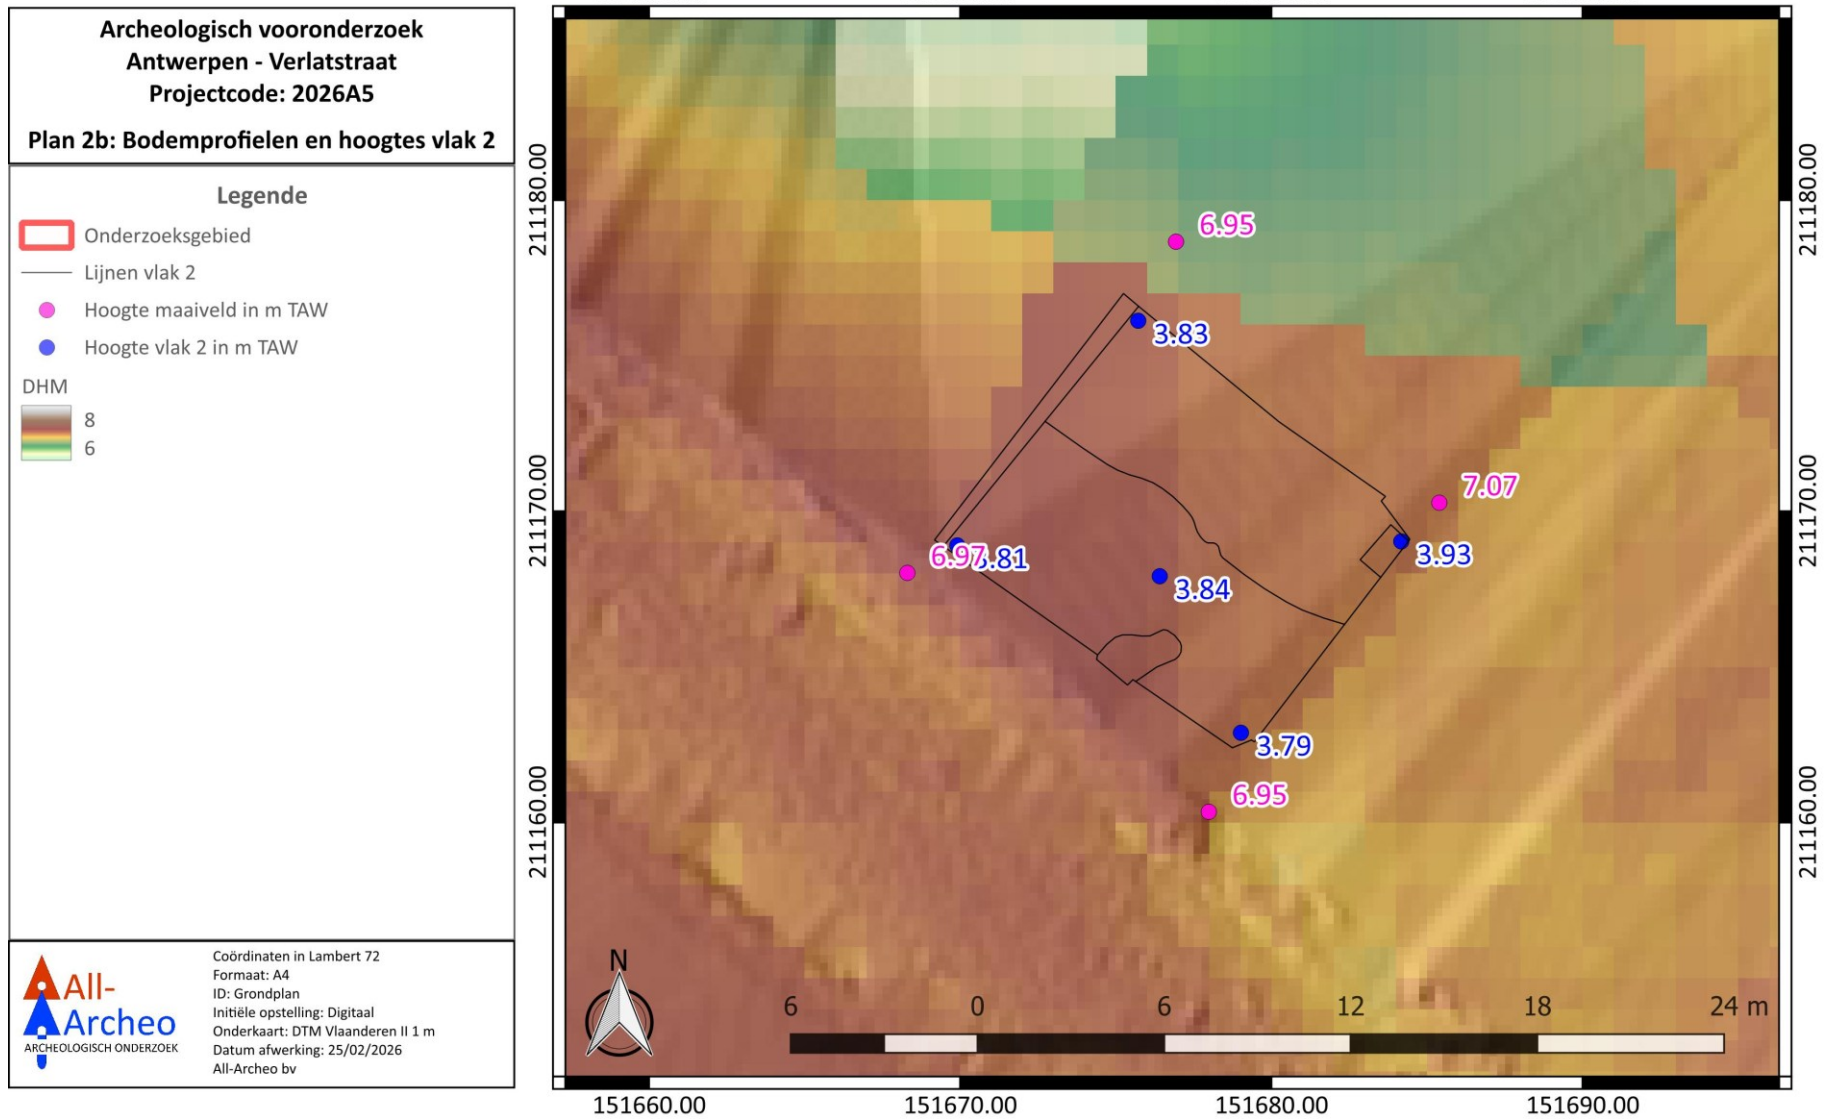 Archeologisch vooronderzoek
Antwerpen - Verlatstraat
Projectcode: 2026A5
Plan 2b: Bodemprofielen en hoogtes vlak 2
Legende
Onderzoeksgebied
Lijnen vlak 2
Hoogte maaiveld in m TAW
Hoogte vlak 2 in m TAW
DHM
8
6
All-
Archeo
ARCHEOLOGISCH ONDERZOEK
Coördinaten in Lambert 72
Formaat: A4
ID: Grondplan
Initiële opstelling: Digitaal
Onderkaart: DTM Vlaanderen II 1 m
Datum afwerking: 25/02/2026
All-Archeo bv
211180.00
211180.00
6.95
3.83
211170.00
7.07
211170.00
6.97
3.81
3.93
3.84
3.79
6.95
211160.00
211160.00
N
6 0 6 12 18 24 m
151660.00 151670.00 151680.00 151690.00